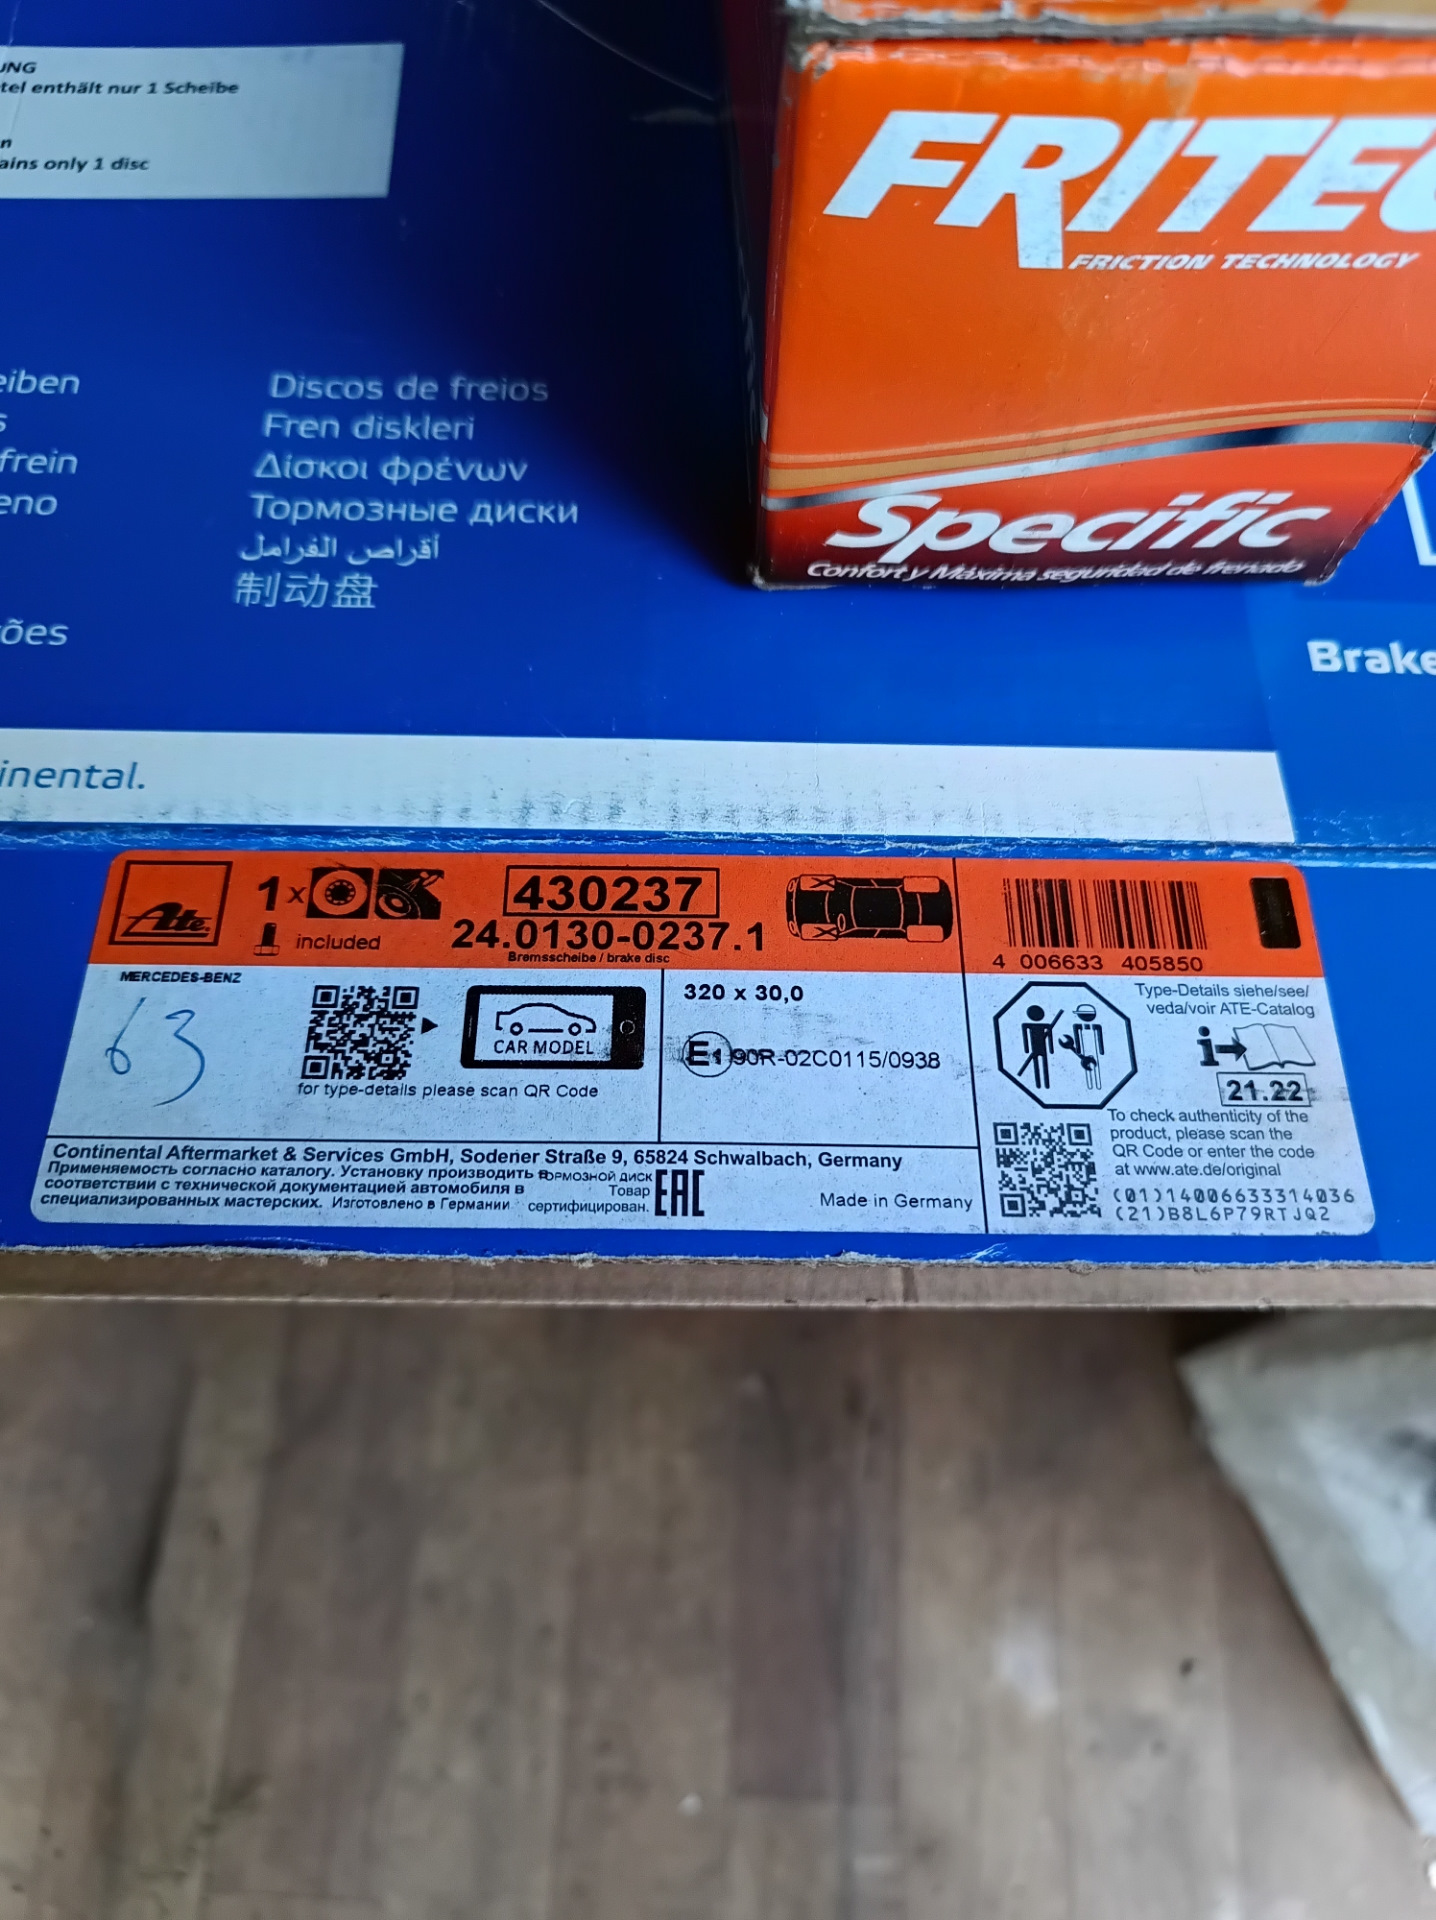 UNG
tel enthält nur 1 Scheibe
n
ains only 1 disc
FRITEC
FRICTION TECHNOLOGY
Specific
Confort y Máxima seguridad de frenado
eiben
s
frein
eno
ões
Discos de freios
Fren diskleri
Δίσκοι φρένων
Тормозные диски
أقراص الفرامل
制动盘
Brake
inental.
Ate
1x
included
430237
24.0130-0237.1
Bremsscheibe / brake disc
4 006633 405850
MERCEDES-BENZ
63
CAR MODEL
for type-details please scan QR Code
320 x 30,0
E1 90R-02C0115/0938
Type-Details siehe/see/
veda/voir ATE-Catalog
i
21.22
To check authenticity of the
product, please scan the
QR Code or enter the code
at www.ate.de/original
(01)14006633314036
(21)B8L6P79RTJQ2
Continental Aftermarket & Services GmbH, Sodener Straße 9, 65824 Schwalbach, Germany
Применяемость согласно каталогу. Установку производить в
соответствии с технической документацией автомобиля в
специализированных мастерских. Изготовлено в Германии
ормозной диск
Товар
сертифицирован.
EAC
Made in Germany